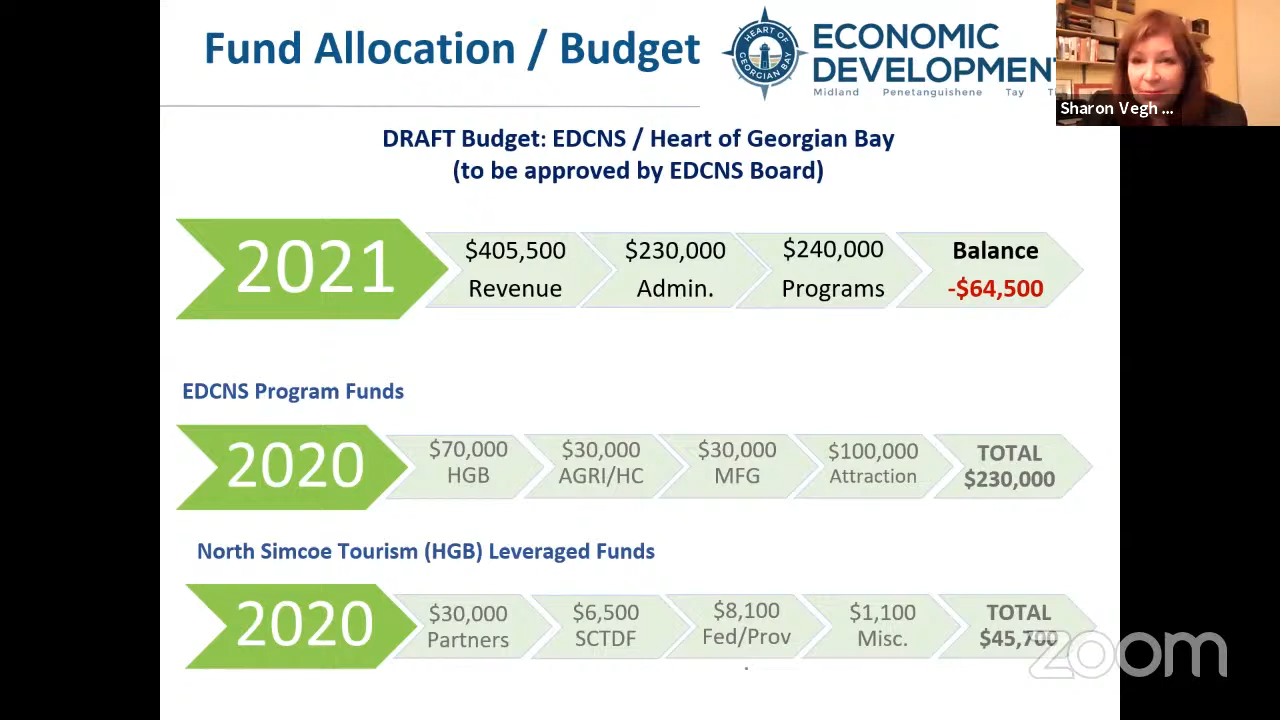 Fund Allocation / Budget
HEART OF
GEORGIAN BAY
ECONOMIC
DEVELOPMENT
Midland Penetanguishene Tay T
Sharon Vegh ...
DRAFT Budget: EDCNS / Heart of Georgian Bay
(to be approved by EDCNS Board)
2021
$405,500
Revenue
$230,000
Admin.
$240,000
Programs
Balance
-$64,500
EDCNS Program Funds
2020
$70,000
HGB
$30,000
AGRI/HC
$30,000
MFG
$100,000
Attraction
TOTAL
$230,000
North Simcoe Tourism (HGB) Leveraged Funds
2020
$30,000
Partners
$6,500
SCTDF
$8,100
Fed/Prov
$1,100
Misc.
TOTAL
$45,700
zoom